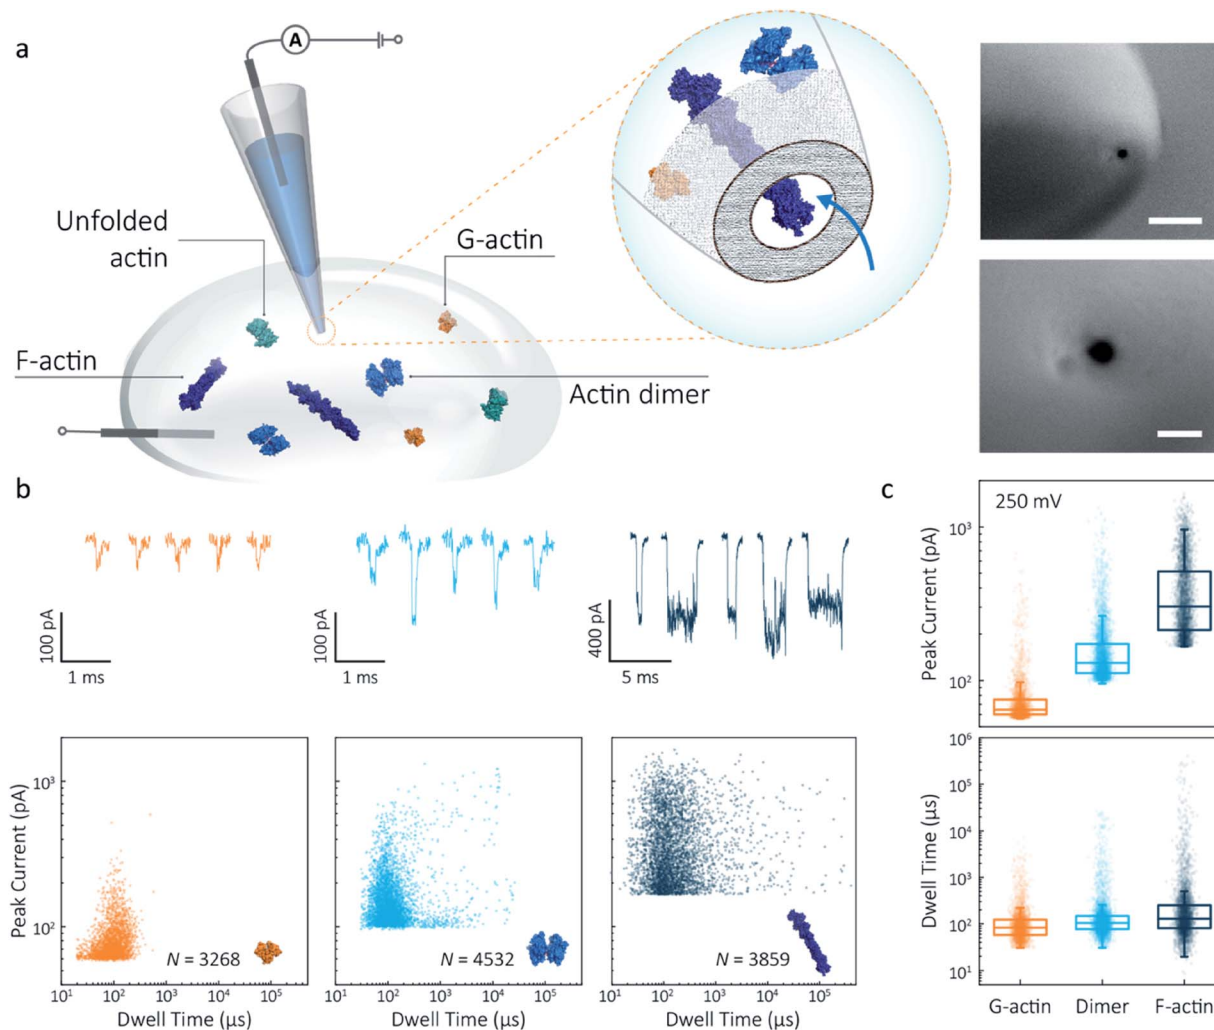 a
A
Unfolded
actin
G-actin
F-actin
Actin dimer
b
100 pA
1 ms
100 pA
1 ms
400 pA
5 ms
Peak Current (pA)
10³
10²
N = 3268
N = 4532
N = 3859
10¹ 10² 10³ 10⁴ 10⁵
10¹ 10² 10³ 10⁴ 10⁵
10¹ 10² 10³ 10⁴ 10⁵
Dwell Time (µs)
Dwell Time (µs)
Dwell Time (µs)
c
250 mV
Peak Current (pA)
10³
10²
Dwell Time (µs)
10⁶
10⁵
10⁴
10³
10²
10¹
G-actin Dimer F-actin